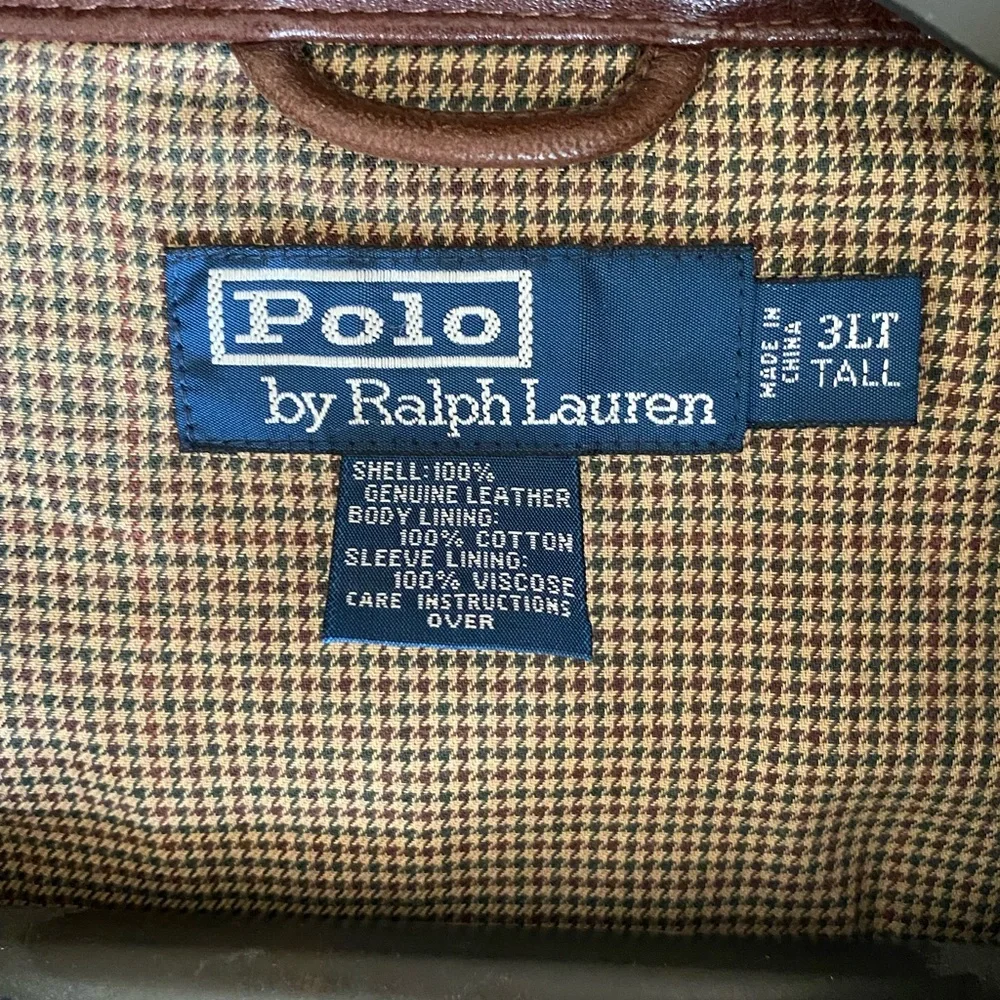 Polo
by Ralph Lauren
MADE IN
CHINA
3LT
TALL
SHELL: 100%
GENUINE LEATHER
BODY LINING:
100% COTTON
SLEEVE LINING:
100% VISCOSE
CARE INSTRUCTIONS
OVER